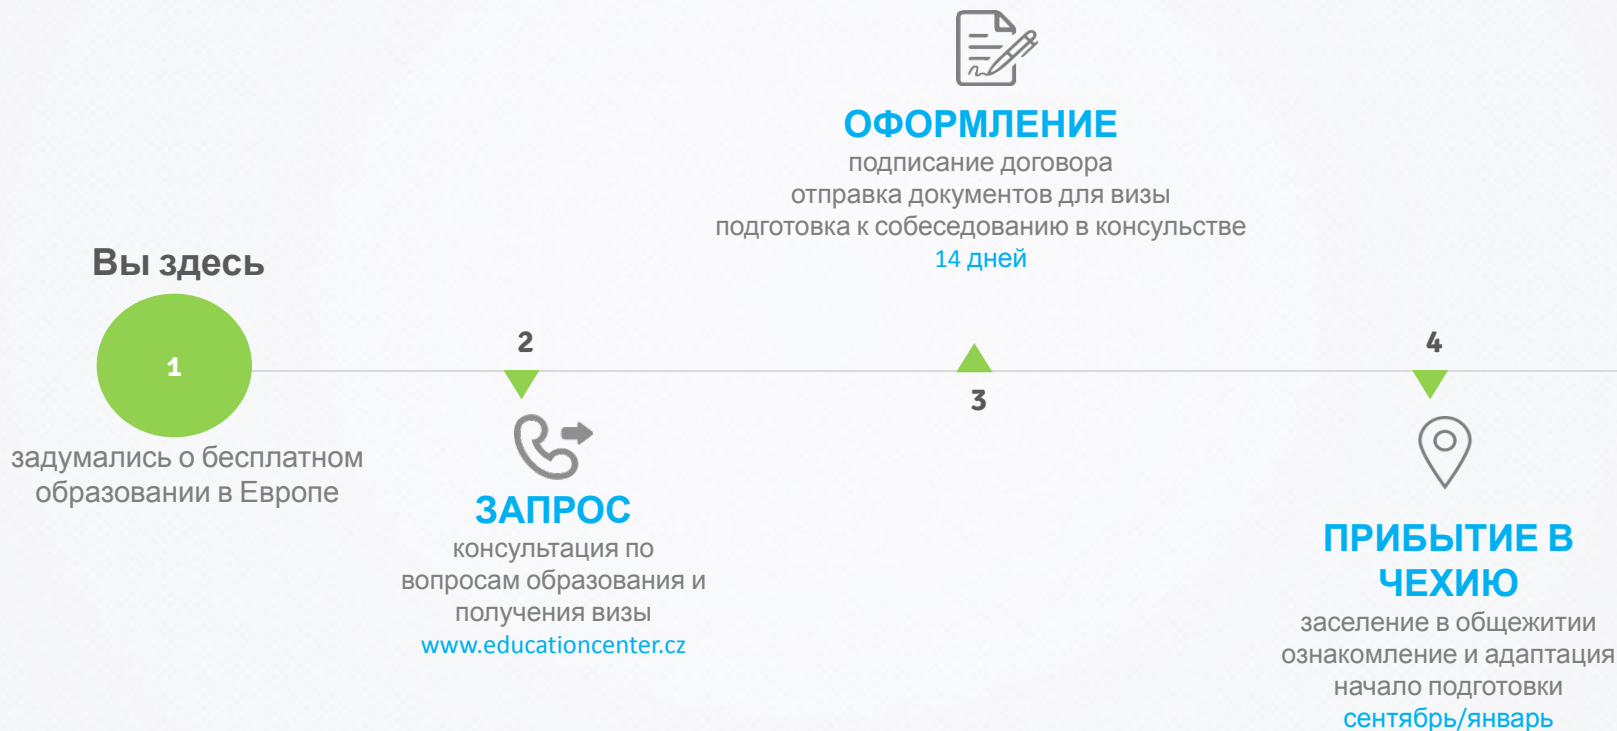 Вы здесь
1
задумались о бесплатном
образовании в Европе
2
ЗАПРОС
консультация по
вопросам образования и
получения визы
www.educationcenter.cz
ОФОРМЛЕНИЕ
подписание договора
отправка документов для визы
подготовка к собеседованию в консульстве
14 дней
3
4
ПРИБЫТИЕ В
ЧЕХИЮ
заселение в общежитии
ознакомление и адаптация
начало подготовки
сентябрь/январь